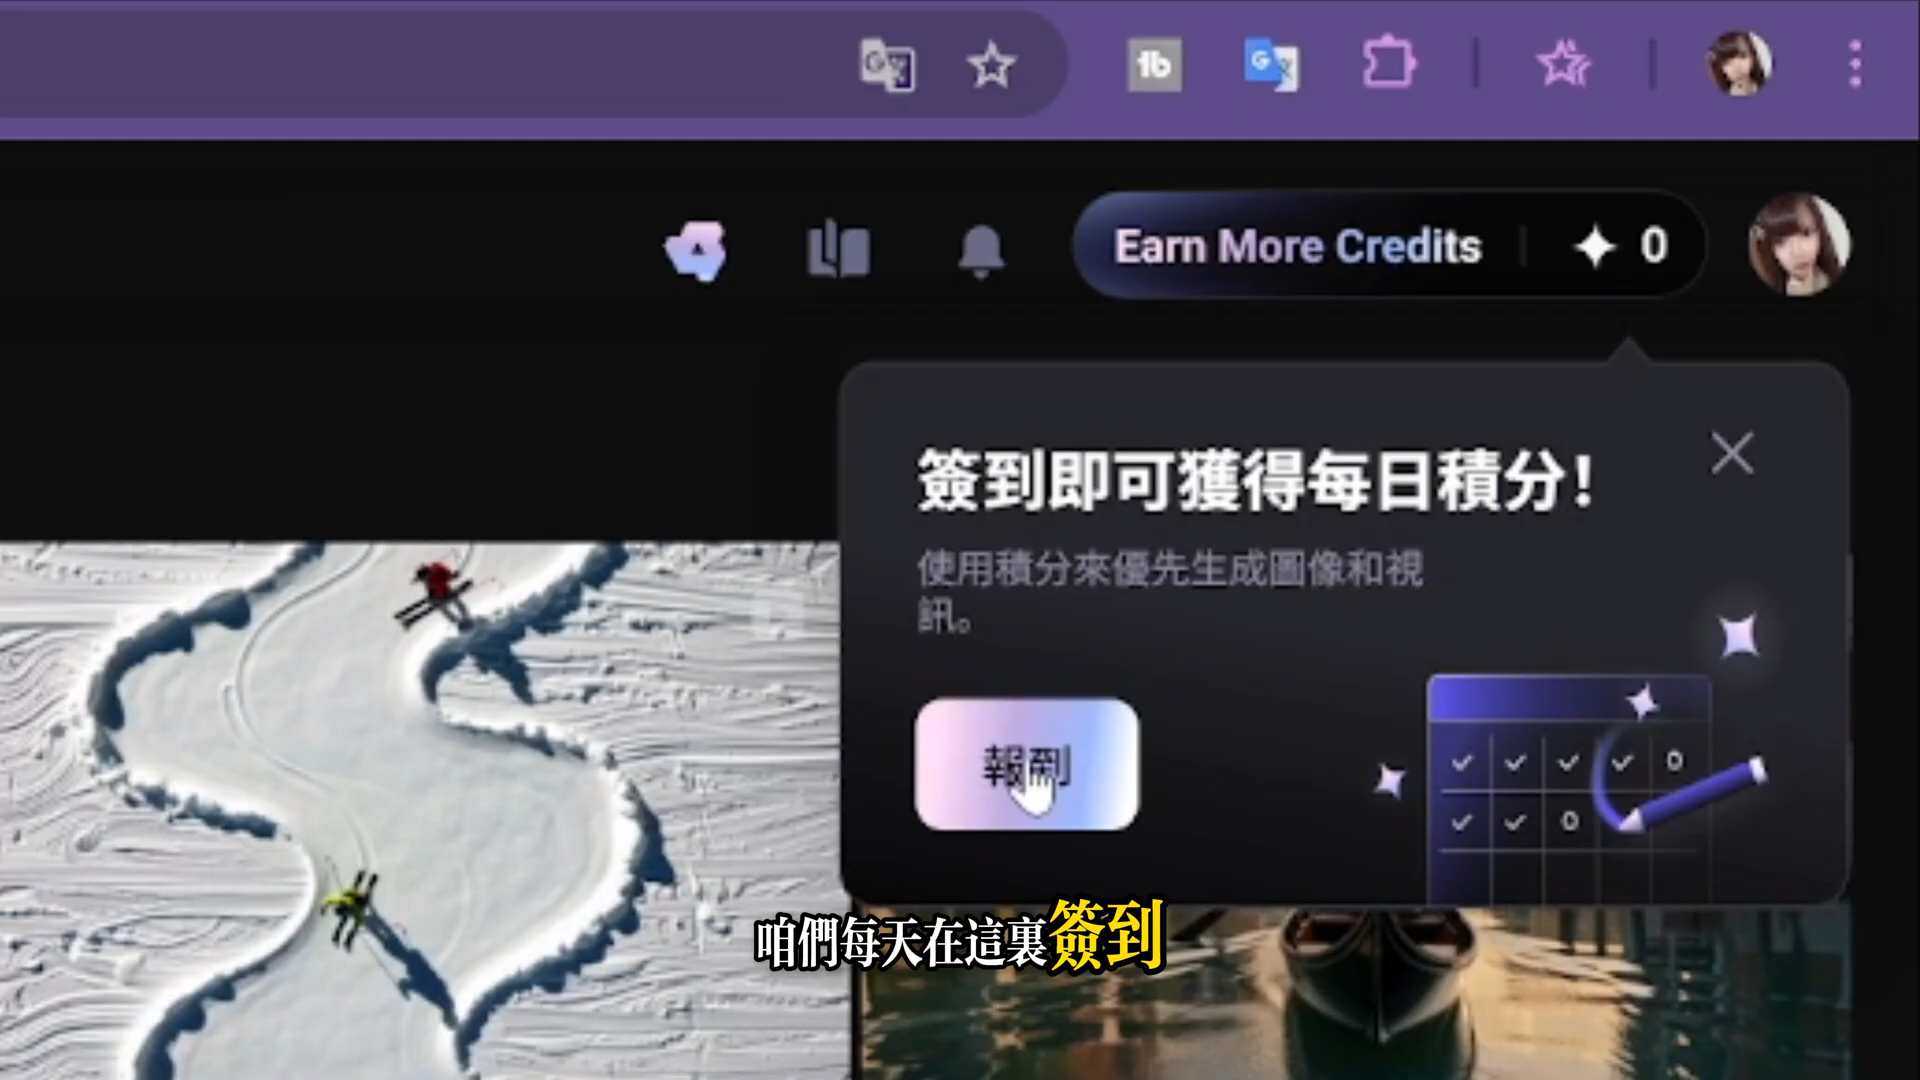 Earn More Credits 0
簽到即可獲得每日積分！
使用積分來優先生成圖像和視
訊。
報到
0
0
咱們每天在這裏簽到